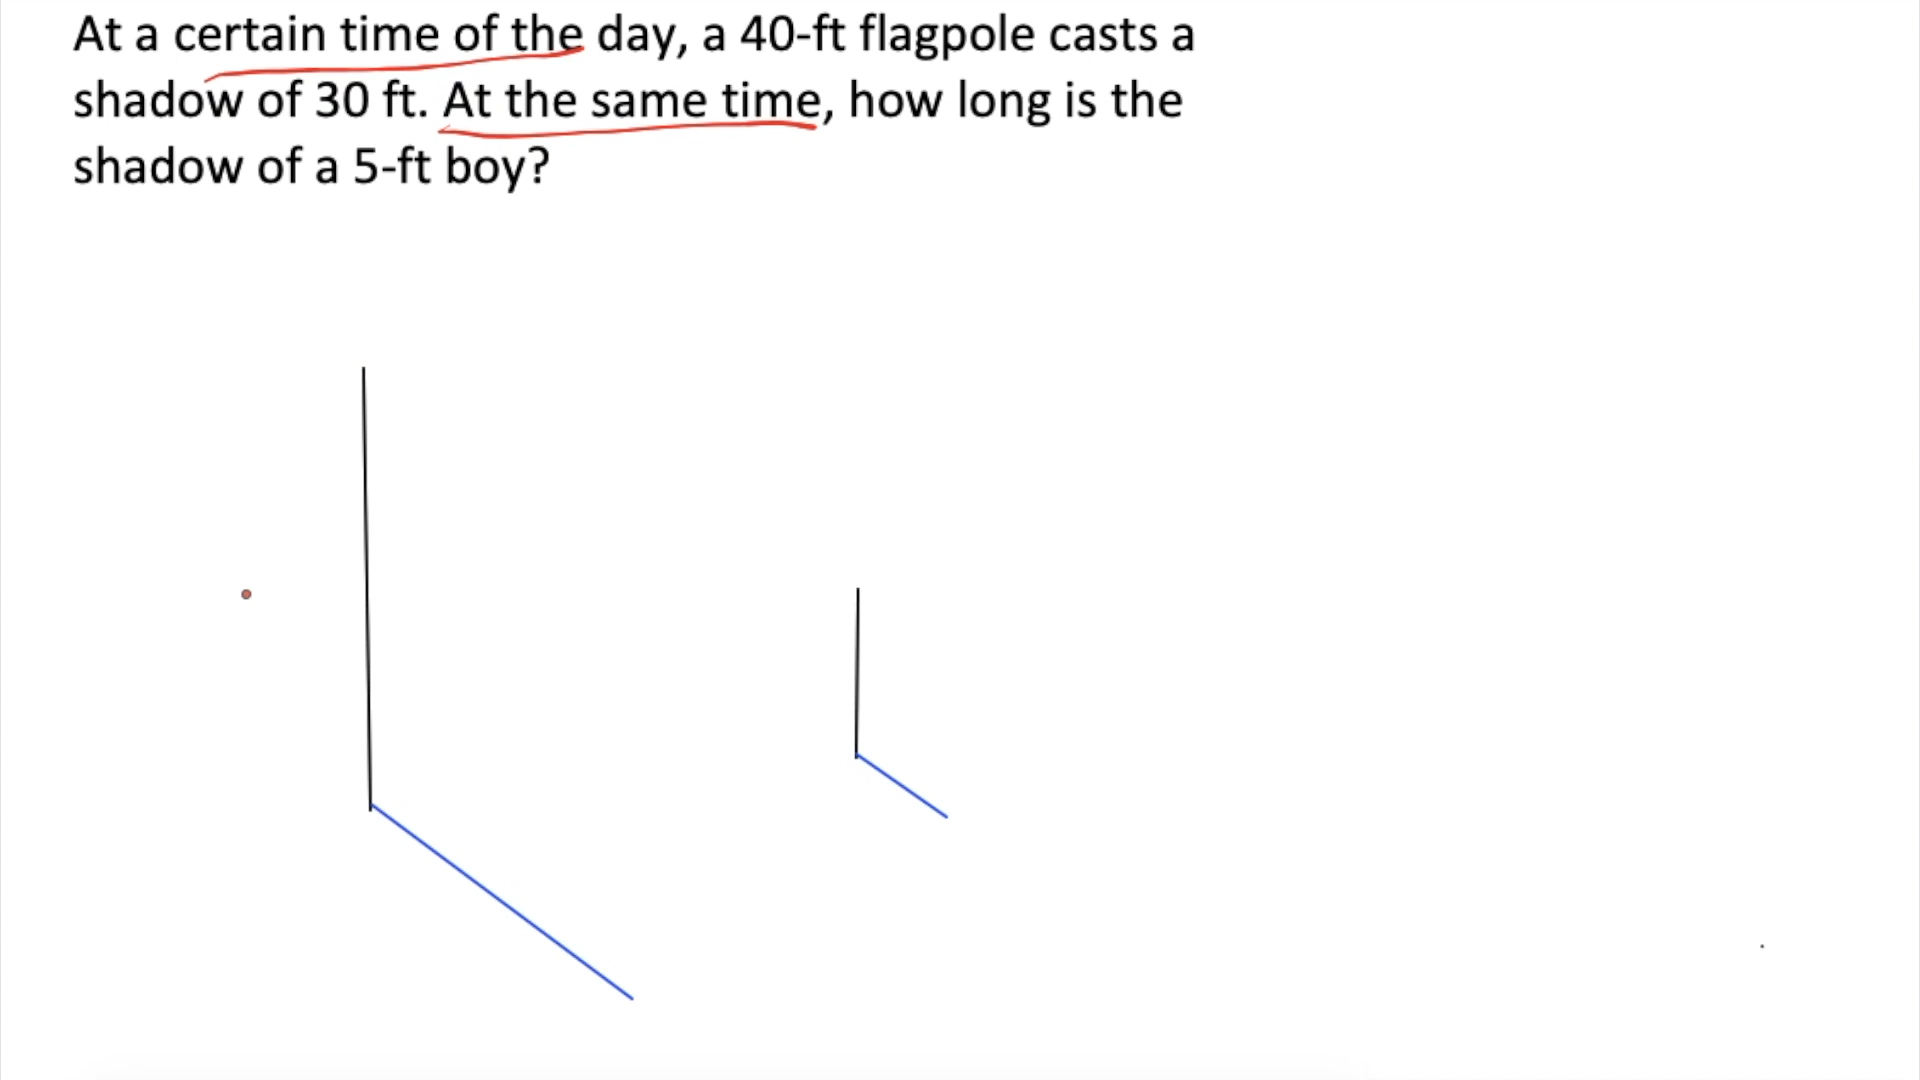 At a certain time of the day, a 40-ft flagpole casts a
shadow of 30 ft. At the same time, how long is the
shadow of a 5-ft boy?